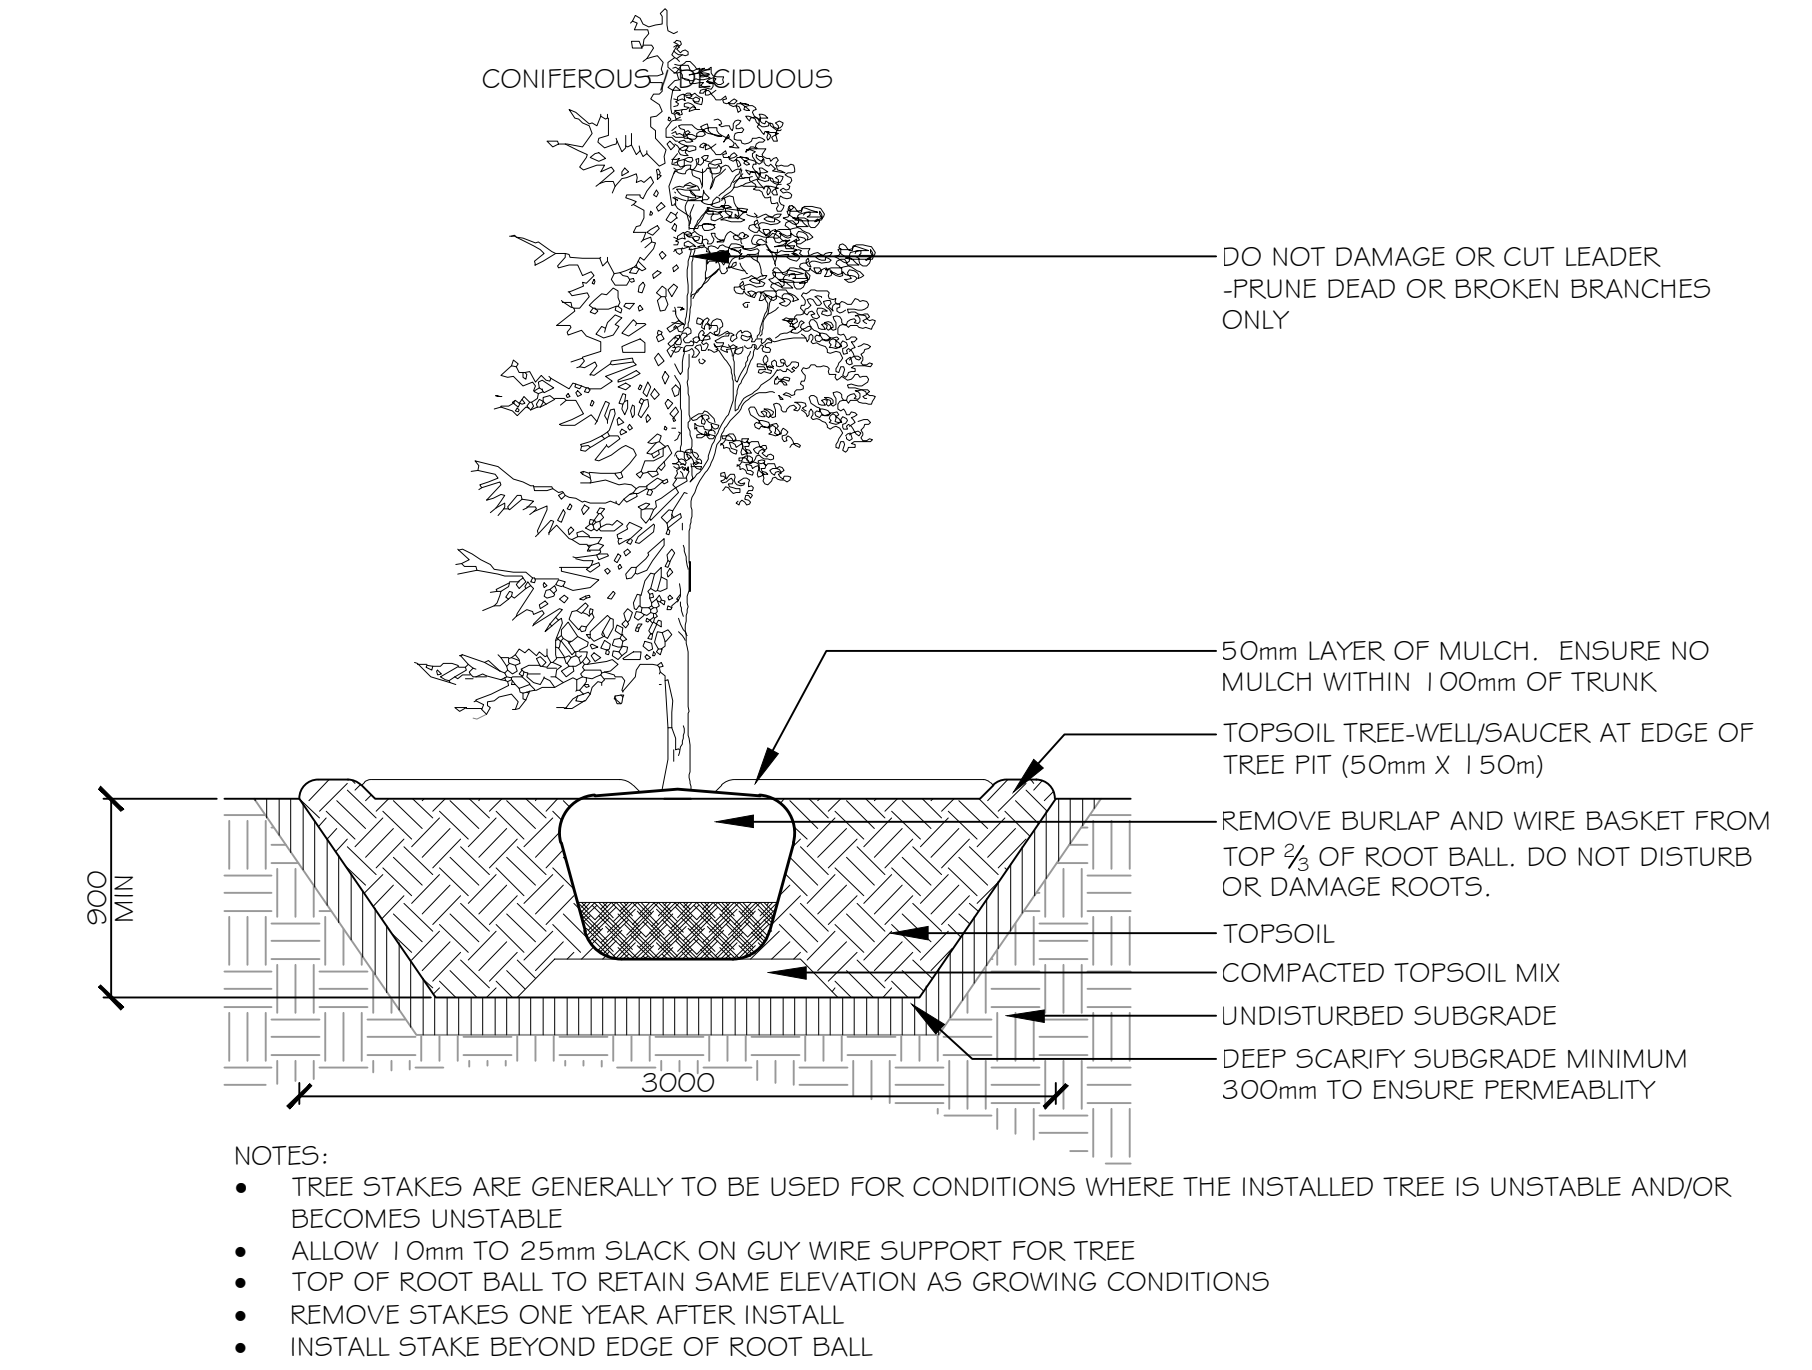 CONIFEROUS / DECIDUOUS
DO NOT DAMAGE OR CUT LEADER
-PRUNE DEAD OR BROKEN BRANCHES
ONLY
50mm LAYER OF MULCH. ENSURE NO
MULCH WITHIN 100mm OF TRUNK
TOPSOIL TREE-WELL/SAUCER AT EDGE OF
TREE PIT (50mm X 150m)
REMOVE BURLAP AND WIRE BASKET FROM
TOP ⅔ OF ROOT BALL. DO NOT DISTURB
OR DAMAGE ROOTS.
900
MIN
TOPSOIL
COMPACTED TOPSOIL MIX
UNDISTURBED SUBGRADE
DEEP SCARIFY SUBGRADE MINIMUM
300mm TO ENSURE PERMEABLITY
3000
NOTES:
• TREE STAKES ARE GENERALLY TO BE USED FOR CONDITIONS WHERE THE INSTALLED TREE IS UNSTABLE AND/OR
BECOMES UNSTABLE
• ALLOW 10mm TO 25mm SLACK ON GUY WIRE SUPPORT FOR TREE
• TOP OF ROOT BALL TO RETAIN SAME ELEVATION AS GROWING CONDITIONS
• REMOVE STAKES ONE YEAR AFTER INSTALL
• INSTALL STAKE BEYOND EDGE OF ROOT BALL